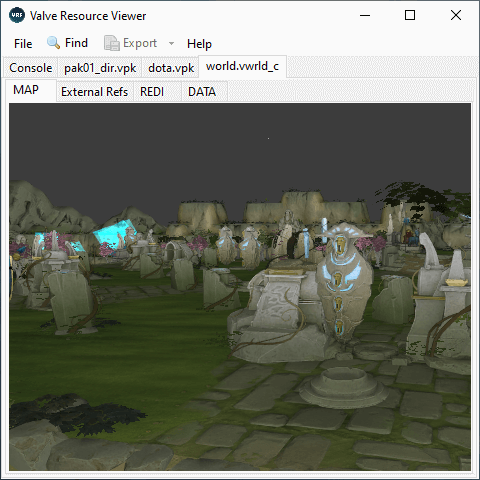 VRF Valve Resource Viewer
File Find Export Help
Console pak01_dir.vpk dota.vpk world.vwrld_c
MAP External Refs REDI DATA